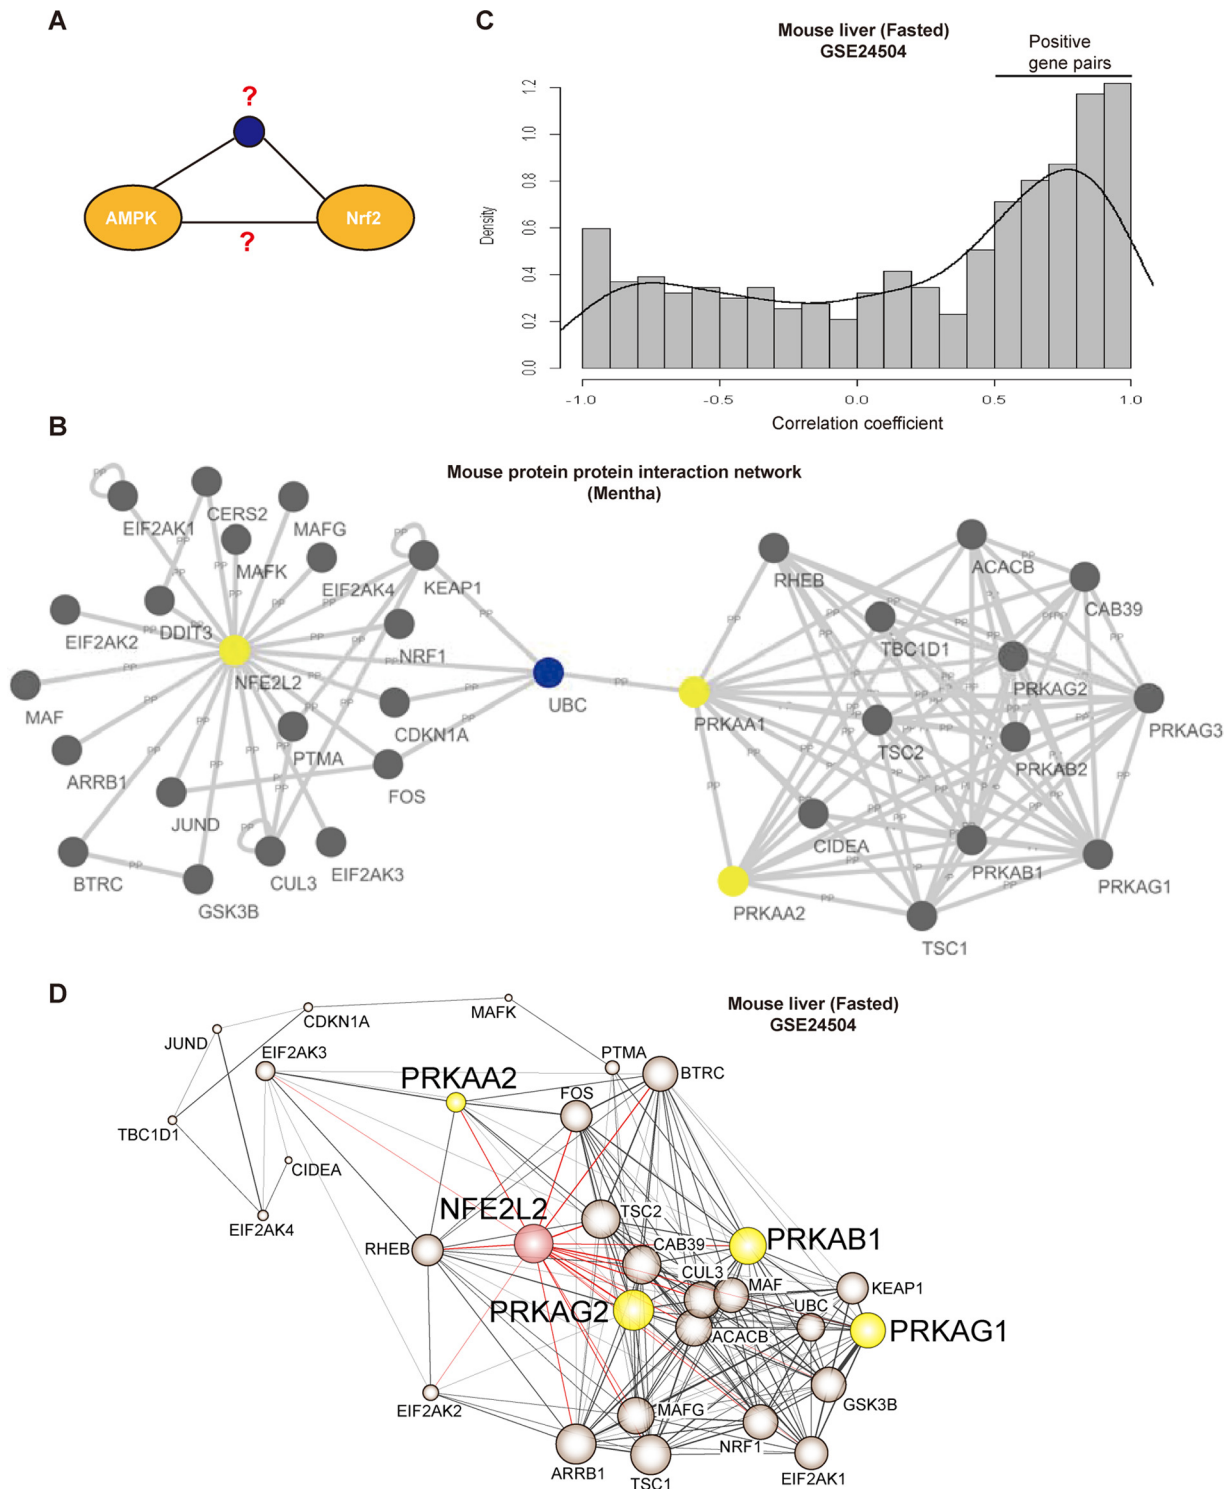 A
?
AMPK
Nrf2
?
C
Mouse liver (Fasted)
GSE24504
Positive
gene pairs
Density
0.0
0.2
0.4
0.6
0.8
1.0
1.2
-1.0
-0.5
0.0
0.5
1.0
Correlation coefficient
B
Mouse protein protein interaction network
(Mentha)
EIF2AK1
CERS2
MAFG
MAFK
EIF2AK4
KEAP1
EIF2AK2
DDIT3
NRF1
NFE2L2
MAF
UBC
CDKN1A
PTMA
ARRB1
FOS
JUND
BTRC
GSK3B
CUL3
EIF2AK3
PP
RHEB
ACACB
CAB39
TBC1D1
PRKAG2
PRKAA1
PRKAG3
TSC2
PRKAB2
CIDEA
PRKAB1
PRKAG1
PRKAA2
TSC1
D
Mouse liver (Fasted)
GSE24504
MAFK
CDKN1A
JUND
EIF2AK3
PTMA
BTRC
PRKAA2
FOS
TBC1D1
CIDEA
EIF2AK4
NFE2L2
TSC2
RHEB
CAB39
PRKAB1
CUL3
MAF
KEAP1
PRKAG2
UBC
ACACB
PRKAG1
EIF2AK2
MAFG
GSK3B
NRF1
ARRB1
TSC1
EIF2AK1